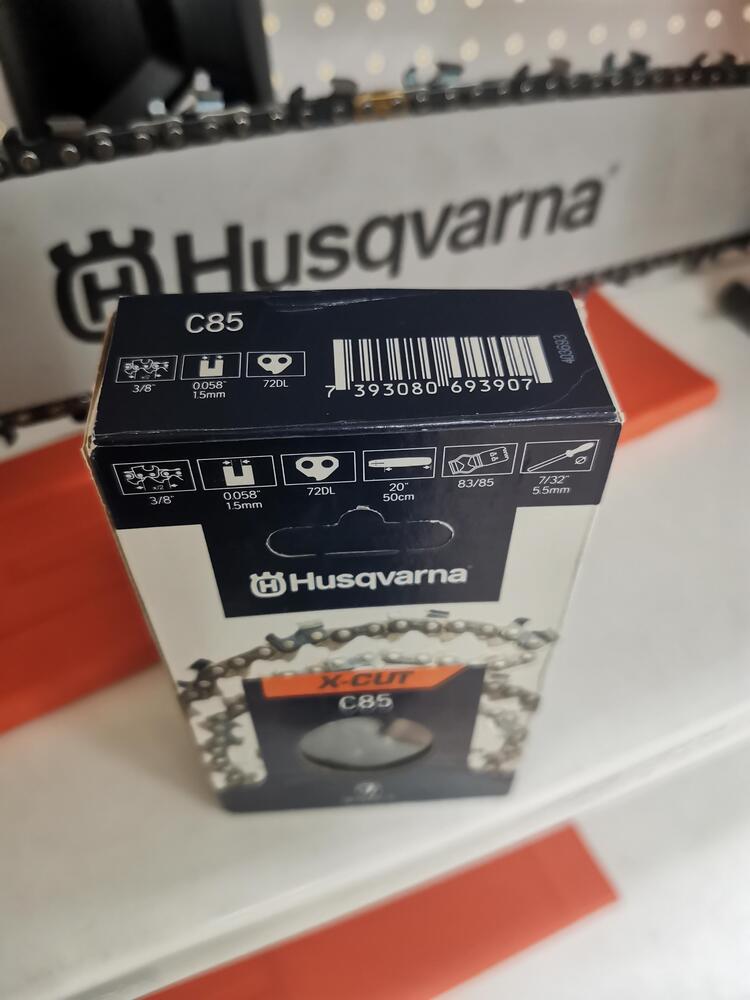 Husqvarna
C85
3/8" 0.058" 72DL
1.5mm
7 393080 693907
403693
x/2
3/8" 0.058" 72DL 20" 83/85 7/32"
1.5mm 50cm 5.5mm
Husqvarna
X-CUT
C85